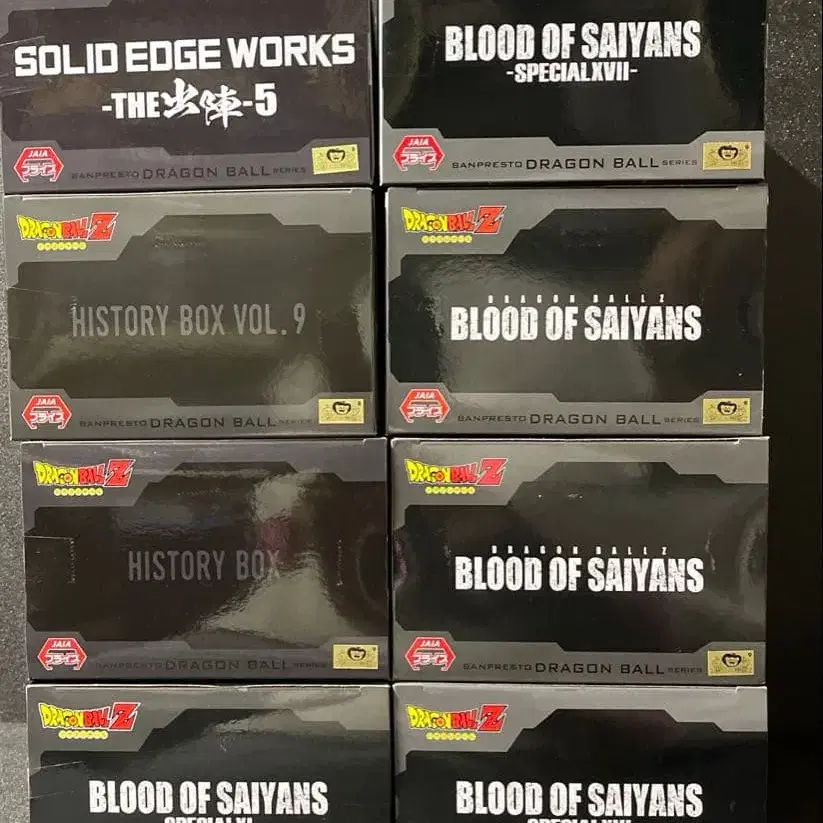 SOLID EDGE WORKS
-THE出陣-5
JAIA
プライズ
BANPRESTO DRAGON BALL SERIES
BLOOD OF SAIYANS
-SPECIALXVII-
JAIA
プライズ
BANPRESTO DRAGON BALL SERIES
DRAGON BALL Z
HISTORY BOX VOL. 9
JAIA
プライズ
BANPRESTO DRAGON BALL SERIES
DRAGON BALL Z
DRAGON BALL Z
BLOOD OF SAIYANS
JAIA
プライズ
BANPRESTO DRAGON BALL SERIES
DRAGON BALL Z
HISTORY BOX
JAIA
プライズ
BANPRESTO DRAGON BALL SERIES
DRAGON BALL Z
DRAGON BALL Z
BLOOD OF SAIYANS
JAIA
プライズ
BANPRESTO DRAGON BALL SERIES
DRAGON BALL Z
BLOOD OF SAIYANS
DRAGON BALL Z
BLOOD OF SAIYANS